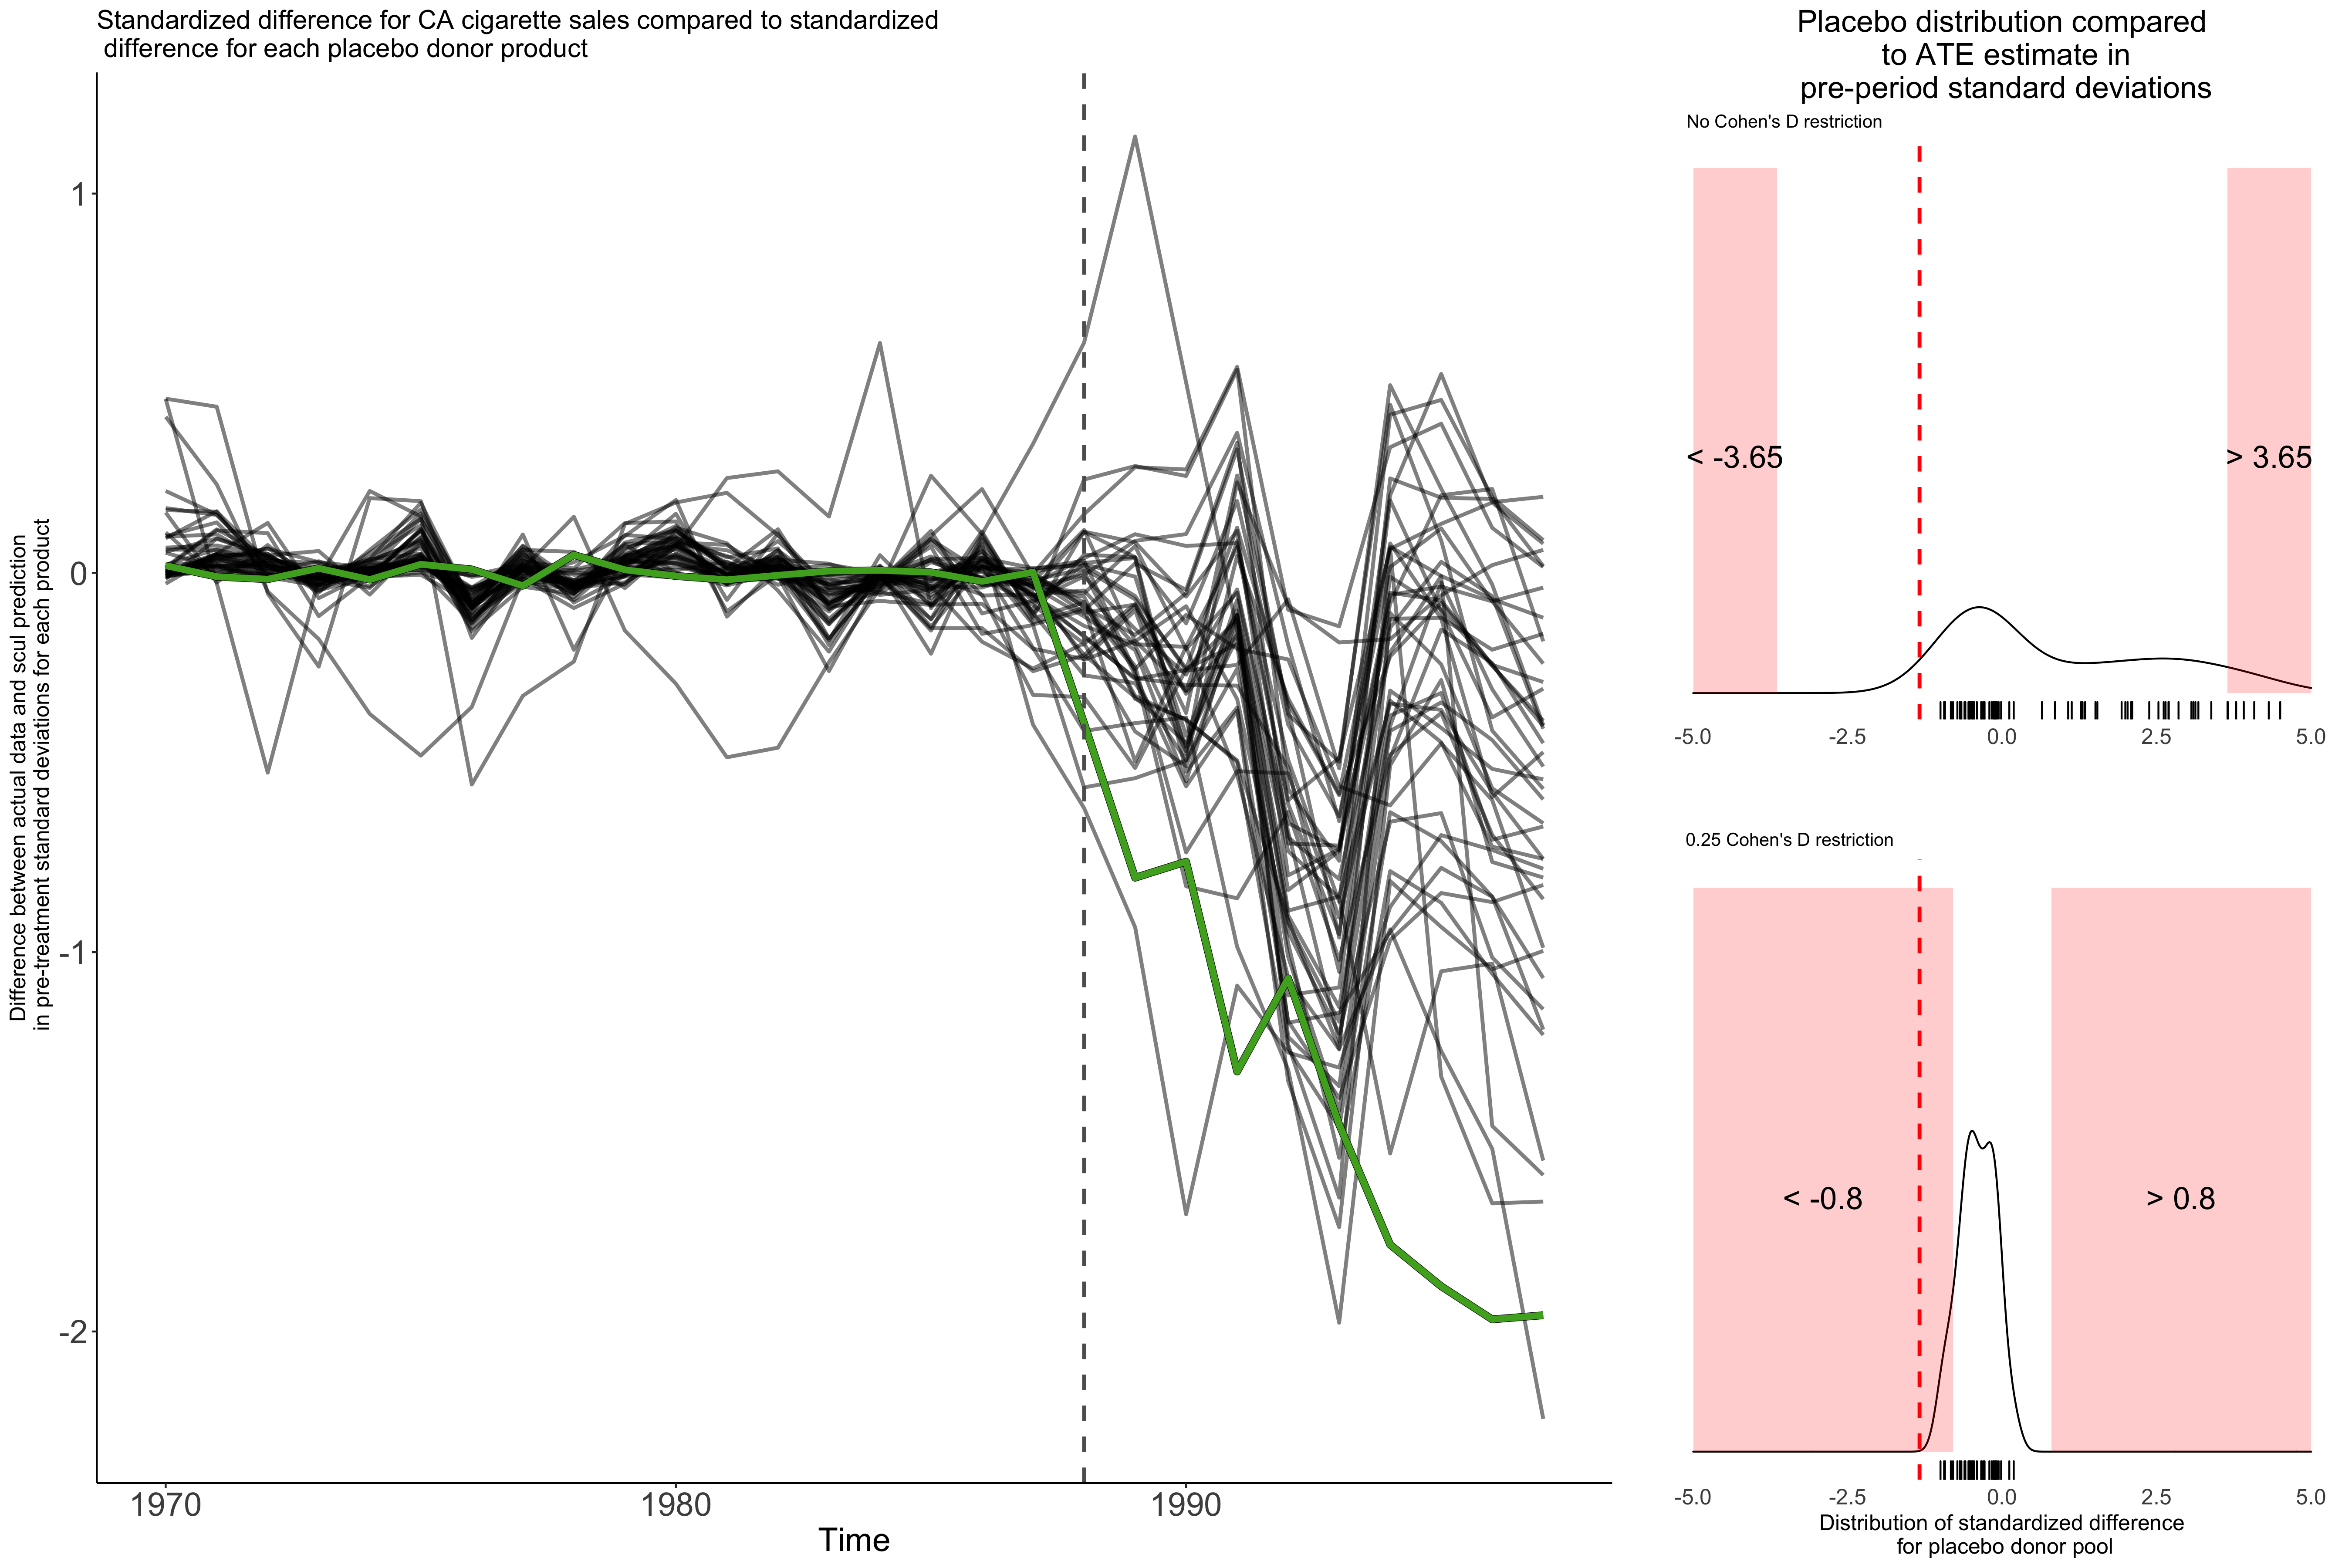 Standardized difference for CA cigarette sales compared to standardized
difference for each placebo donor product
Difference between actual data and scul prediction
in pre-treatment standard deviations for each product
1
0
-1
-2
1970
1980
1990
Time
Placebo distribution compared
to ATE estimate in
pre-period standard deviations
No Cohen's D restriction
< -3.65
> 3.65
-5.0
-2.5
0.0
2.5
5.0
0.25 Cohen's D restriction
< -0.8
> 0.8
-5.0
-2.5
0.0
2.5
5.0
Distribution of standardized difference
for placebo donor pool